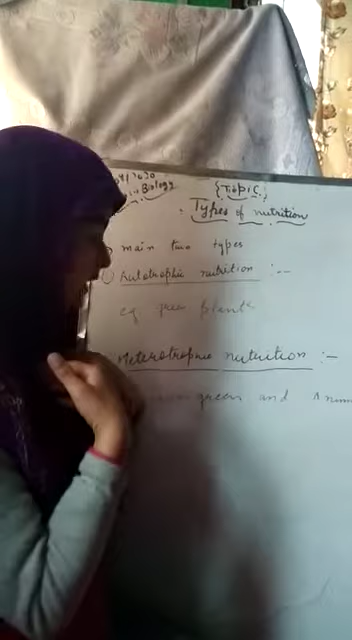 Biology
{Topic}
Types of nutrition
main two types
Autotrophic nutrition :-
eg green plants
Heterotrophic nutrition :-
green and